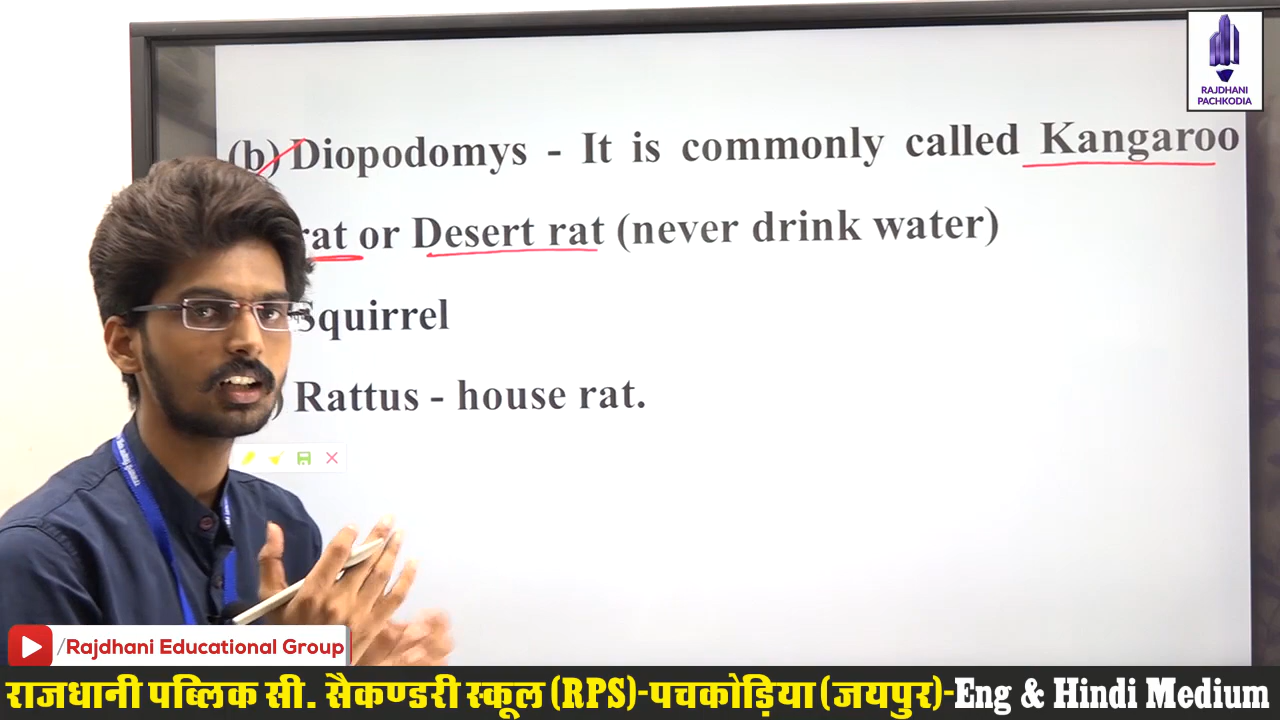 RAJDHANI
PACHKODIA
(b) Diopodomys - It is commonly called Kangaroo
rat or Desert rat (never drink water)
Squirrel
) Rattus - house rat.
/Rajdhani Educational Group
राजधानी पब्लिक सी. सैकण्डरी स्कूल (RPS)-पचकोड़िया (जयपुर)-Eng & Hindi Medium